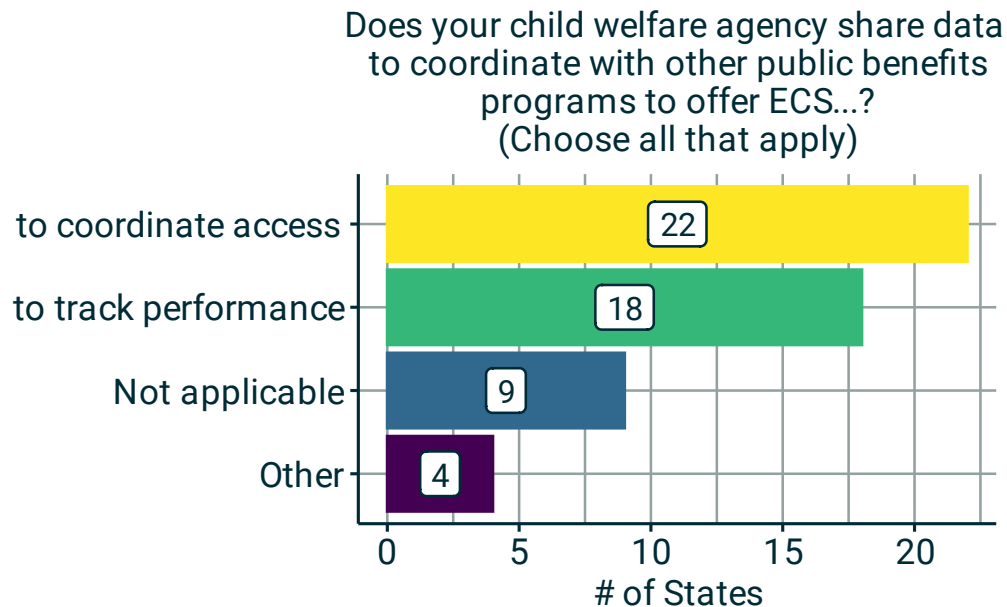 Does your child welfare agency share data
to coordinate with other public benefits
programs to offer ECS...?
(Choose all that apply)
to coordinate access
22
to track performance
18
Not applicable
9
Other
4
0 5 10 15 20
# of States